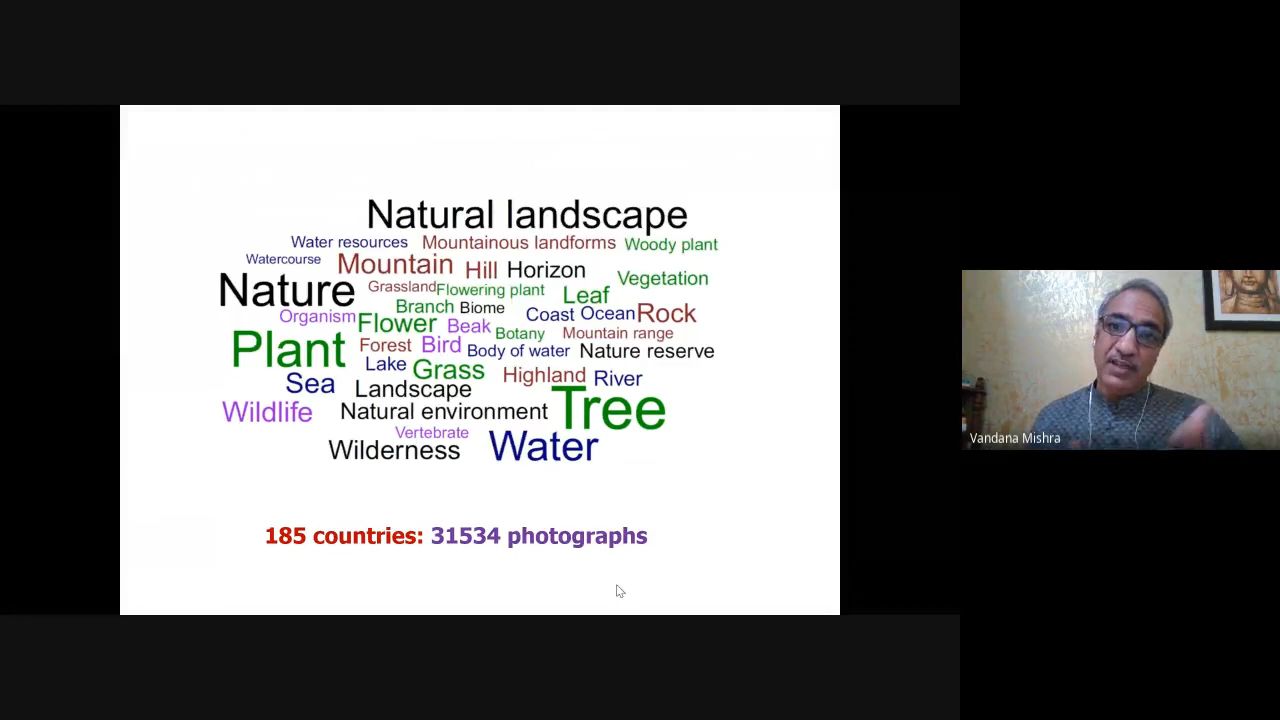 Natural landscape
Water resources Mountainous landforms Woody plant
Watercourse Mountain Hill Horizon Vegetation
Nature Grassland Flowering plant Leaf
Organism Branch Biome Coast Ocean Rock
Flower Beak Botany Mountain range
Plant Forest Bird Body of water Nature reserve
Lake Grass Highland River
Sea Landscape
Wildlife Natural environment Tree
Vertebrate
Wilderness Water
185 countries: 31534 photographs
Vandana Mishra